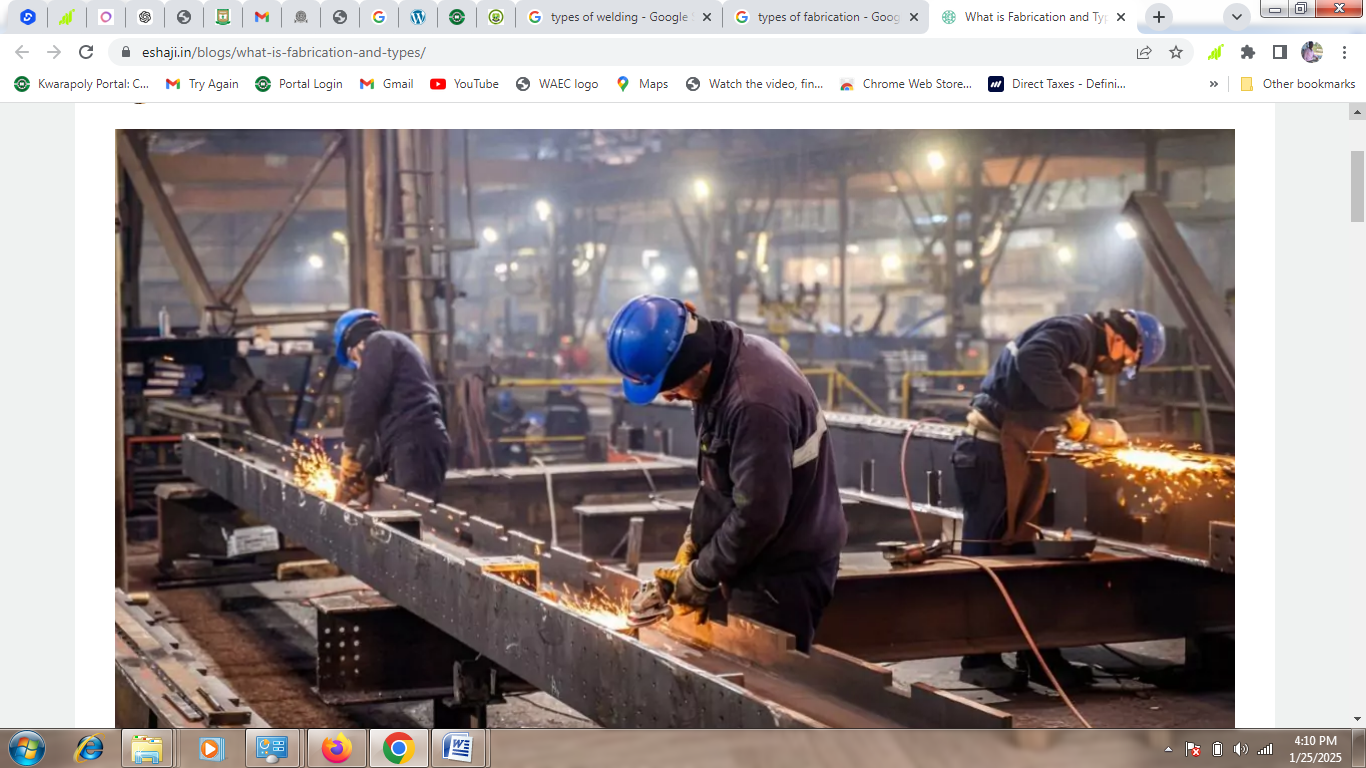 types of welding - Google S
types of fabrication - Goog
What is Fabrication and Typ
eshaji.in/blogs/what-is-fabrication-and-types/
Kwarapoly Portal: C...
Try Again
Portal Login
Gmail
YouTube
WAEC logo
Maps
Watch the video, fin...
Chrome Web Store...
Direct Taxes - Defini...
»
Other bookmarks
4:10 PM
1/25/2025